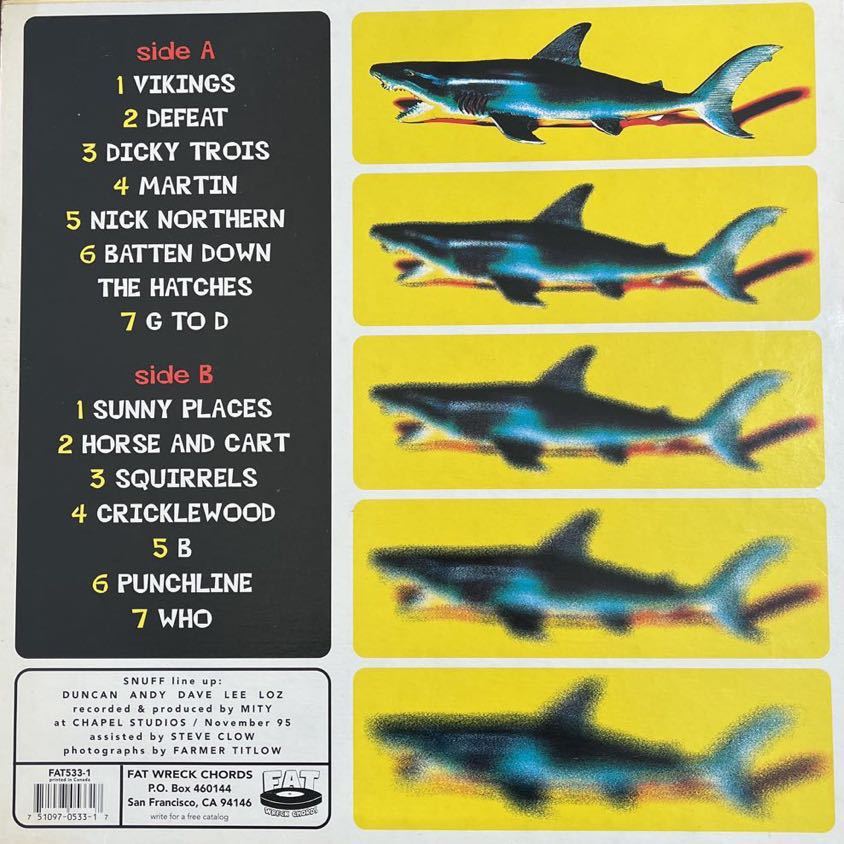 side A
1 VIKINGS
2 DEFEAT
3 DICKY TROIS
4 MARTIN
5 NICK NORTHERN
6 BATTEN DOWN
THE HATCHES
7 G TO D
side B
1 SUNNY PLACES
2 HORSE AND CART
3 SQUIRRELS
4 CRICKLEWOOD
5 B
6 PUNCHLINE
7 WHO
SNUFF line up:
DUNCAN ANDY DAVE LEE LOZ
recorded & produced by MITY
at CHAPEL STUDIOS / November 95
assisted by STEVE CLOW
photographs by FARMER TITLOW
FAT533-1
printed in Canada
7 51097-0533-1 7
FAT WRECK CHORDS
P.O. Box 460144
San Francisco, CA 94146
write for a free catalog
FAT
WRECK CHORDS